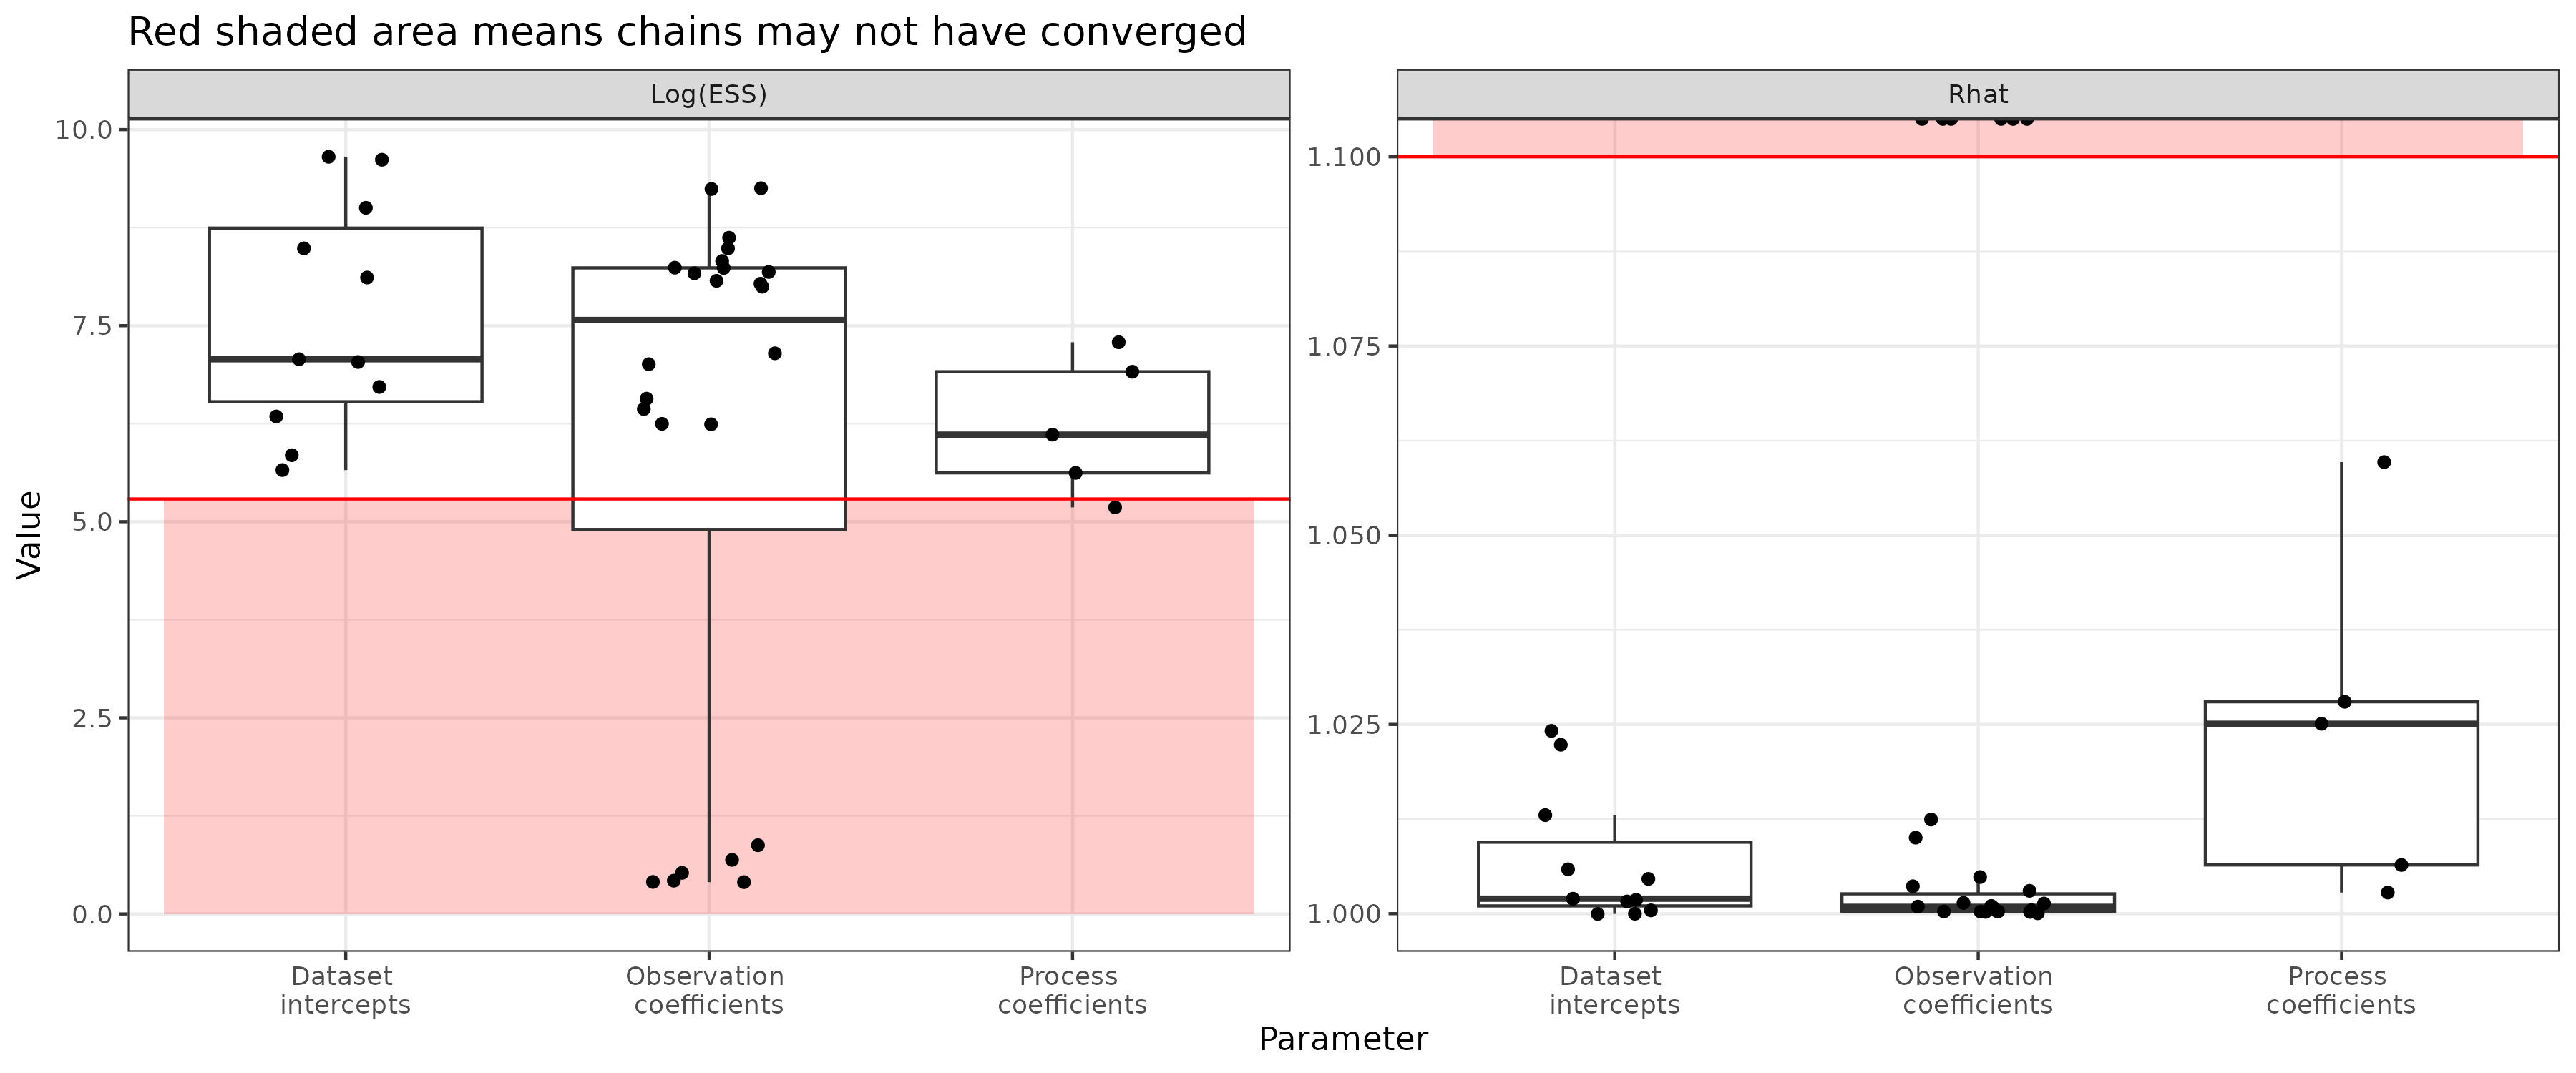 Red shaded area means chains may not have converged
Log(ESS)
Rhat
Value
10.0
7.5
5.0
2.5
0.0
1.100
1.075
1.050
1.025
1.000
Dataset
intercepts
Observation
coefficients
Process
coefficients
Dataset
intercepts
Observation
coefficients
Process
coefficients
Parameter